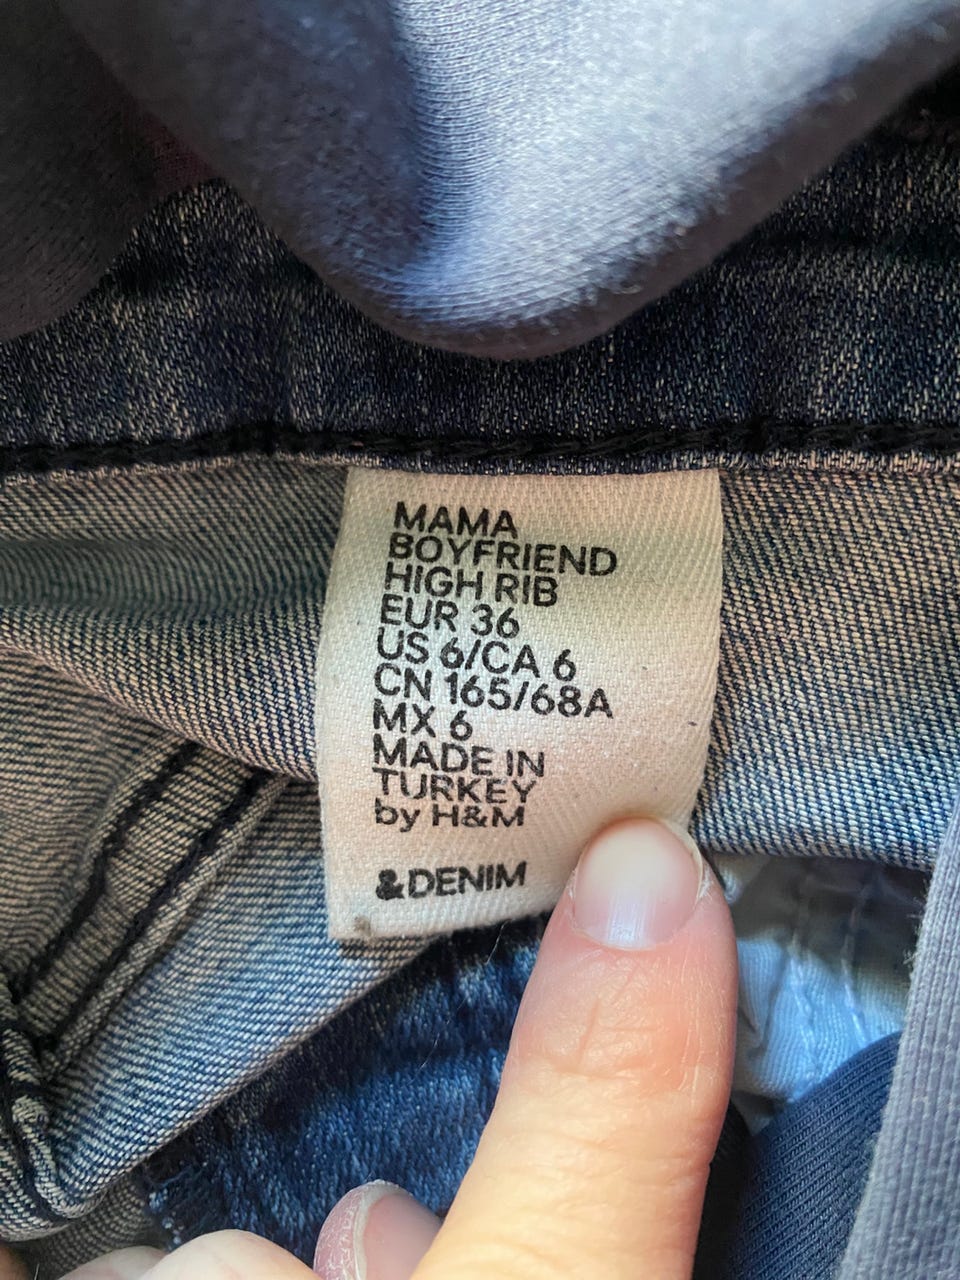 MAMA
BOYFRIEND
HIGH RIB
EUR 36
US 6/CA 6
CN 165/68A
MX 6
MADE IN
TURKEY
by H&M
&DENIM